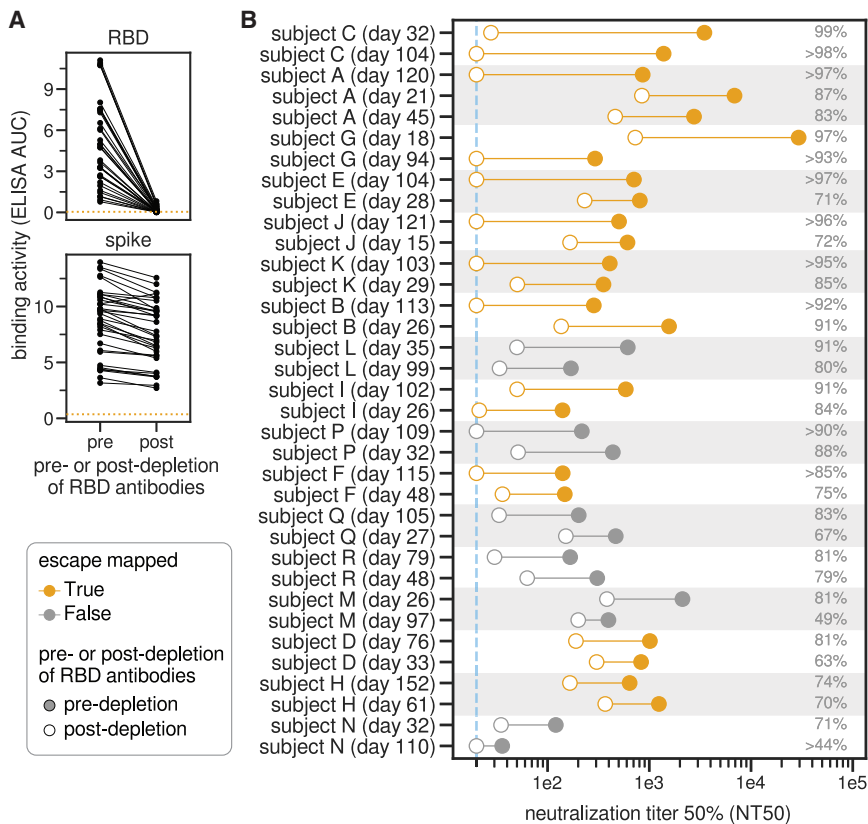 A
RBD
9
6
3
0
spike
10
5
0
binding activity (ELISA AUC)
pre
post
pre- or post-depletion
of RBD antibodies
escape mapped
True
False
pre- or post-depletion
of RBD antibodies
pre-depletion
post-depletion
B
subject C (day 32) 99%
subject C (day 104) >98%
subject A (day 120) >97%
subject A (day 21) 87%
subject A (day 45) 83%
subject G (day 18) 97%
subject G (day 94) >93%
subject E (day 104) >97%
subject E (day 28) 71%
subject J (day 121) >96%
subject J (day 15) 72%
subject K (day 103) >95%
subject K (day 29) 85%
subject B (day 113) >92%
subject B (day 26) 91%
subject L (day 35) 91%
subject L (day 99) 80%
subject I (day 102) 91%
subject I (day 26) 84%
subject P (day 109) >90%
subject P (day 32) 88%
subject F (day 115) >85%
subject F (day 48) 75%
subject Q (day 105) 83%
subject Q (day 27) 67%
subject R (day 79) 81%
subject R (day 48) 79%
subject M (day 26) 81%
subject M (day 97) 49%
subject D (day 76) 81%
subject D (day 33) 63%
subject H (day 152) 74%
subject H (day 61) 70%
subject N (day 32) 71%
subject N (day 110) >44%
1e2 1e3 1e4 1e5
neutralization titer 50% (NT50)